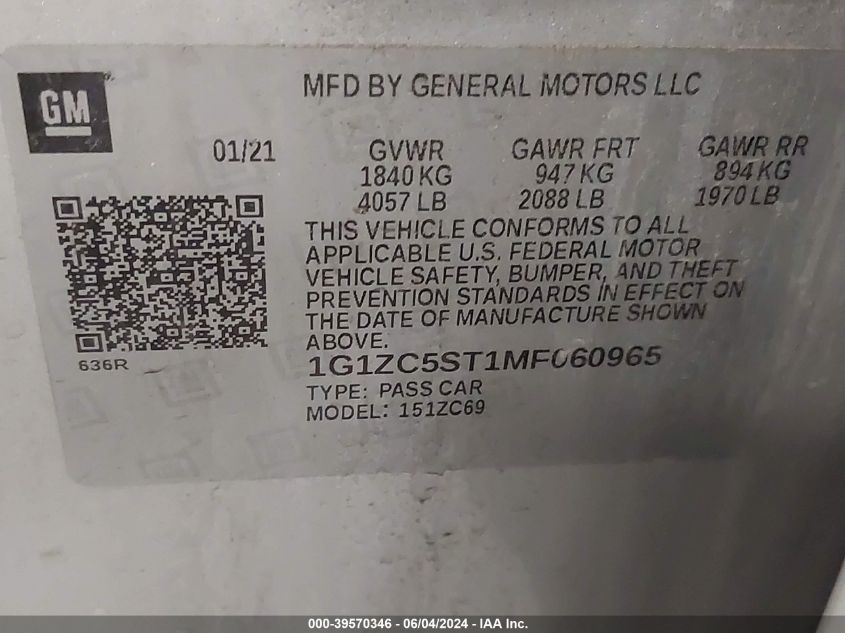 GM
MFD BY GENERAL MOTORS LLC
01/21 GVWR GAWR FRT GAWR RR
1840 KG 947 KG 894 KG
4057 LB 2088 LB 1970 LB
THIS VEHICLE CONFORMS TO ALL
APPLICABLE U.S. FEDERAL MOTOR
VEHICLE SAFETY, BUMPER, AND THEFT
PREVENTION STANDARDS IN EFFECT ON
THE DATE OF MANUFACTURE SHOWN
ABOVE.
636R
1G1ZC5ST1MF060965
TYPE: PASS CAR
MODEL: 151ZC69
000-39570346 | 06/04/2024 - IAA Inc.